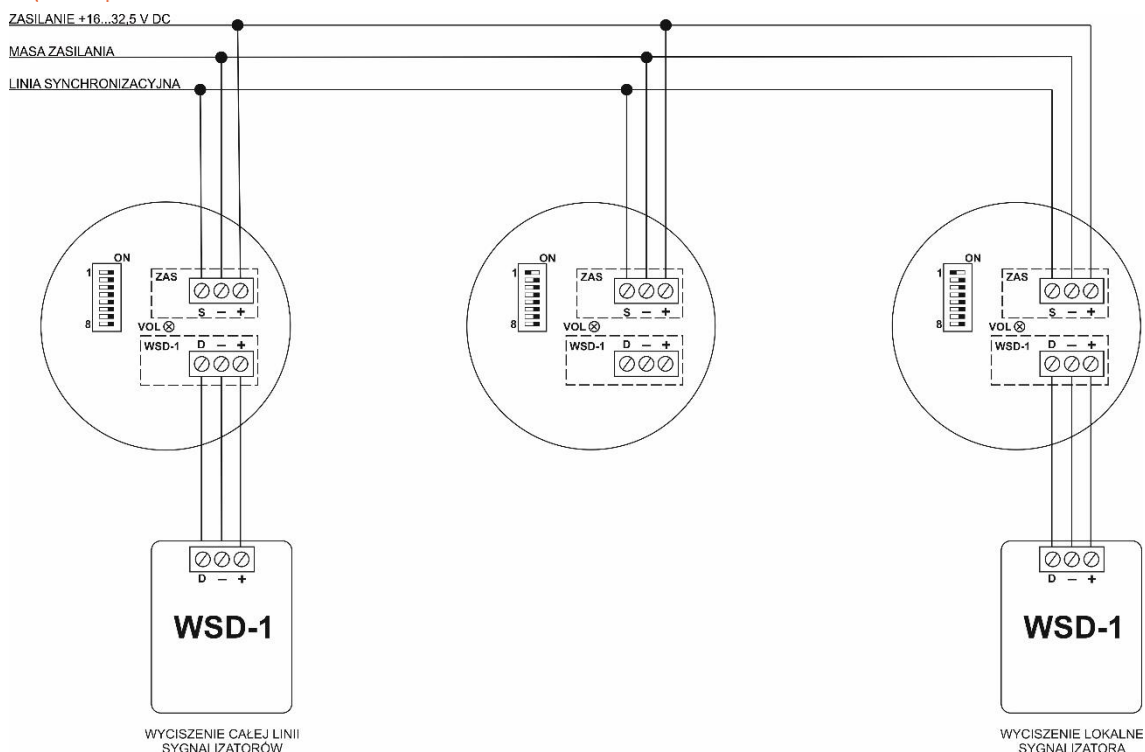 ZASILANIE +16...32,5 V DC
MASA ZASILANIA
LINIA SYNCHRONIZACYJNA
ON
1
8
ZAS
S – +
VOL
WSD-1 D – +
ON
1
8
ZAS
S – +
VOL
WSD-1 D – +
ON
1
8
ZAS
S – +
VOL
WSD-1 D – +
D – +
WSD-1
WYCISZENIE CAŁEJ LINII
SYGNALIZATORÓW
D – +
WSD-1
WYCISZENIE LOKALNE
SYGNALIZATORA